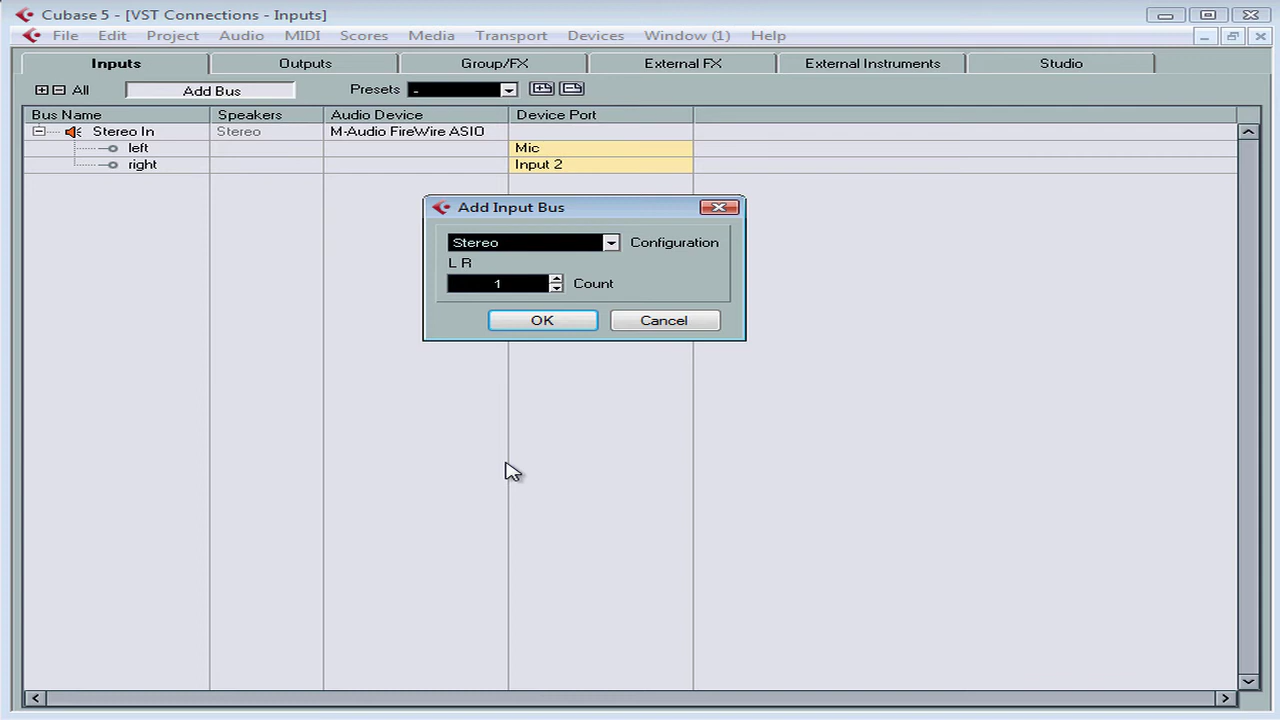 Cubase 5 - [VST Connections - Inputs]
File Edit Project Audio MIDI Scores Media Transport Devices Window (1) Help
Inputs Outputs Group/FX External FX External Instruments Studio
All Add Bus Presets -
Bus Name Speakers Audio Device Device Port
Stereo In Stereo M-Audio FireWire ASIO
left Mic
right Input 2
Add Input Bus
Stereo Configuration
L R
1 Count
OK Cancel